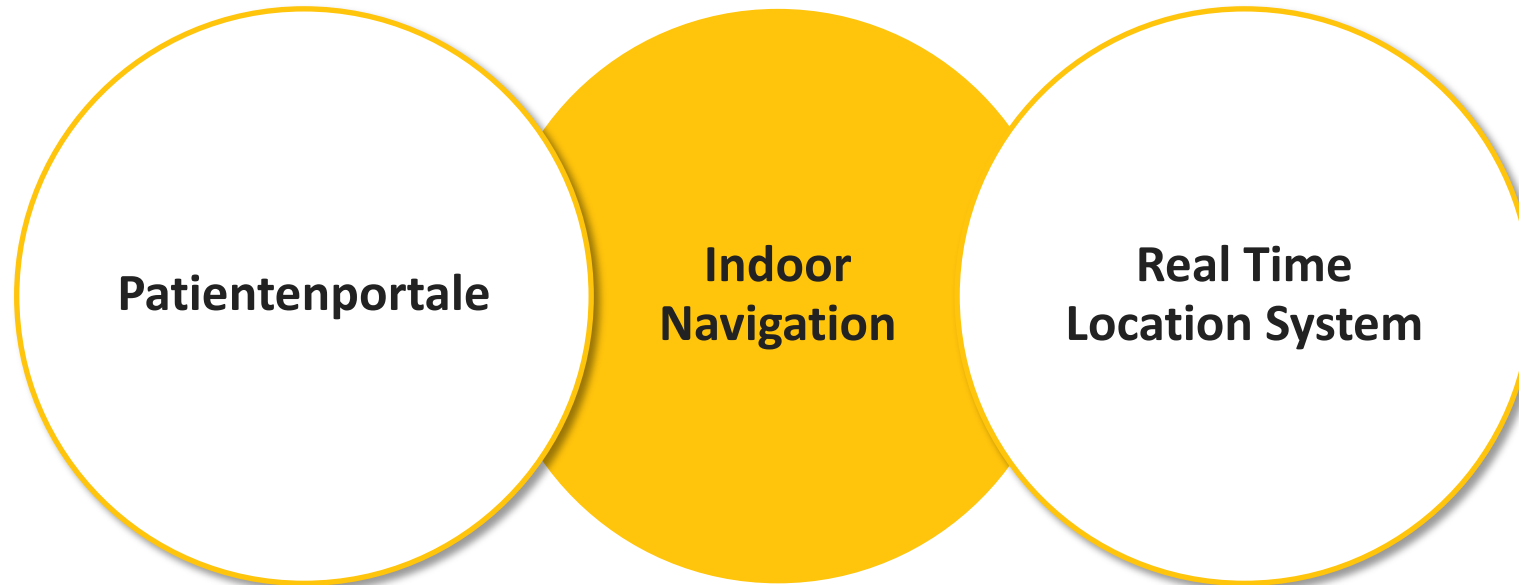 Patientenportale
Indoor
Navigation
Real Time
Location System